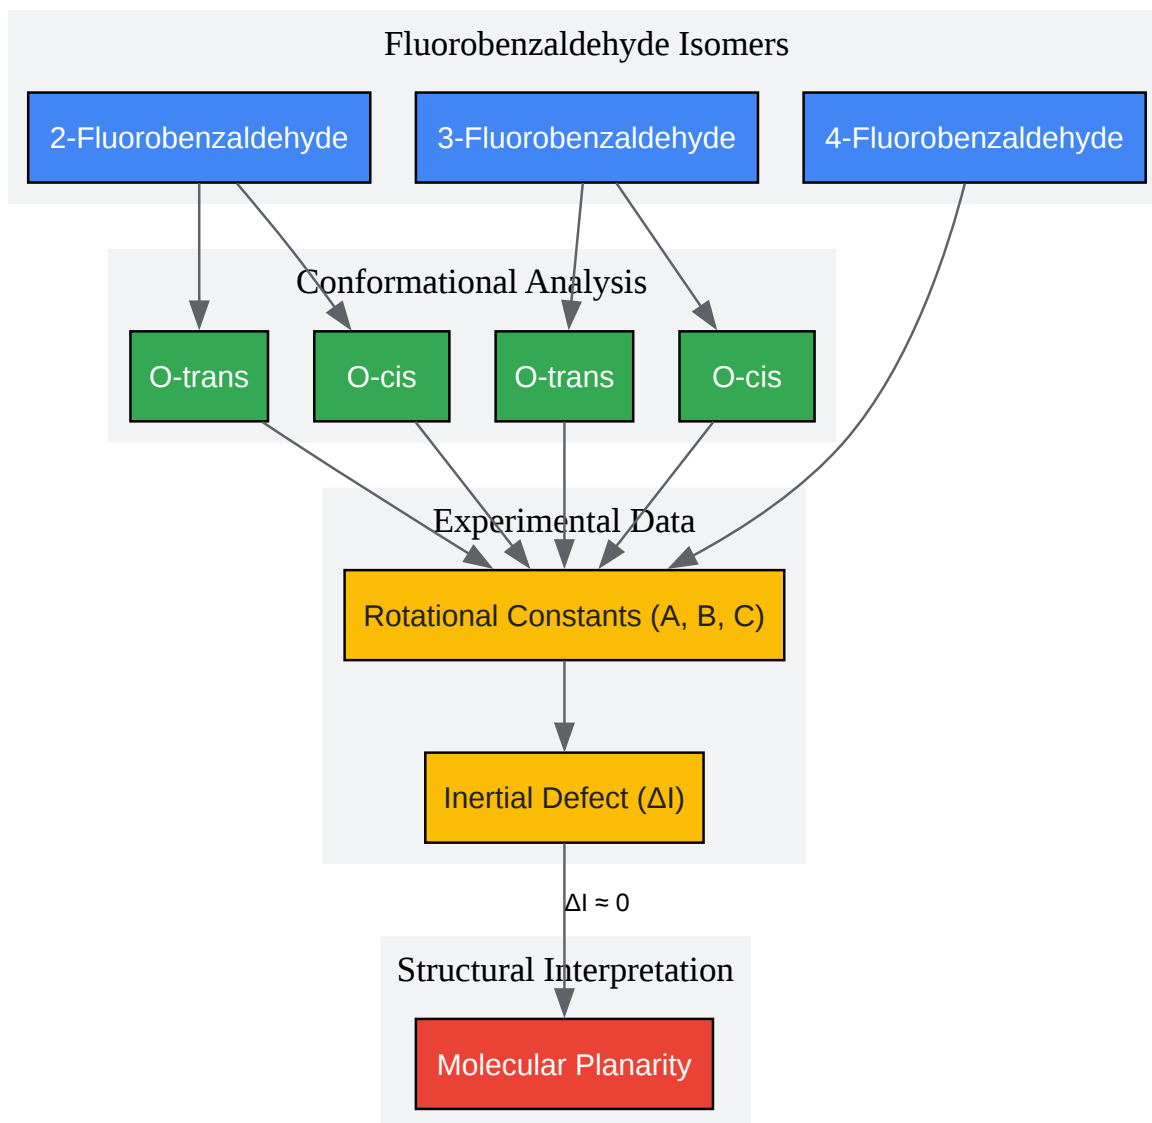 Fluorobenzaldehyde Isomers
2-Fluorobenzaldehyde
3-Fluorobenzaldehyde
4-Fluorobenzaldehyde
Conformational Analysis
O-trans
O-cis
O-trans
O-cis
Experimental Data
Rotational Constants (A, B, C)
Inertial Defect (ΔI)
ΔI ≈ 0
Structural Interpretation
Molecular Planarity